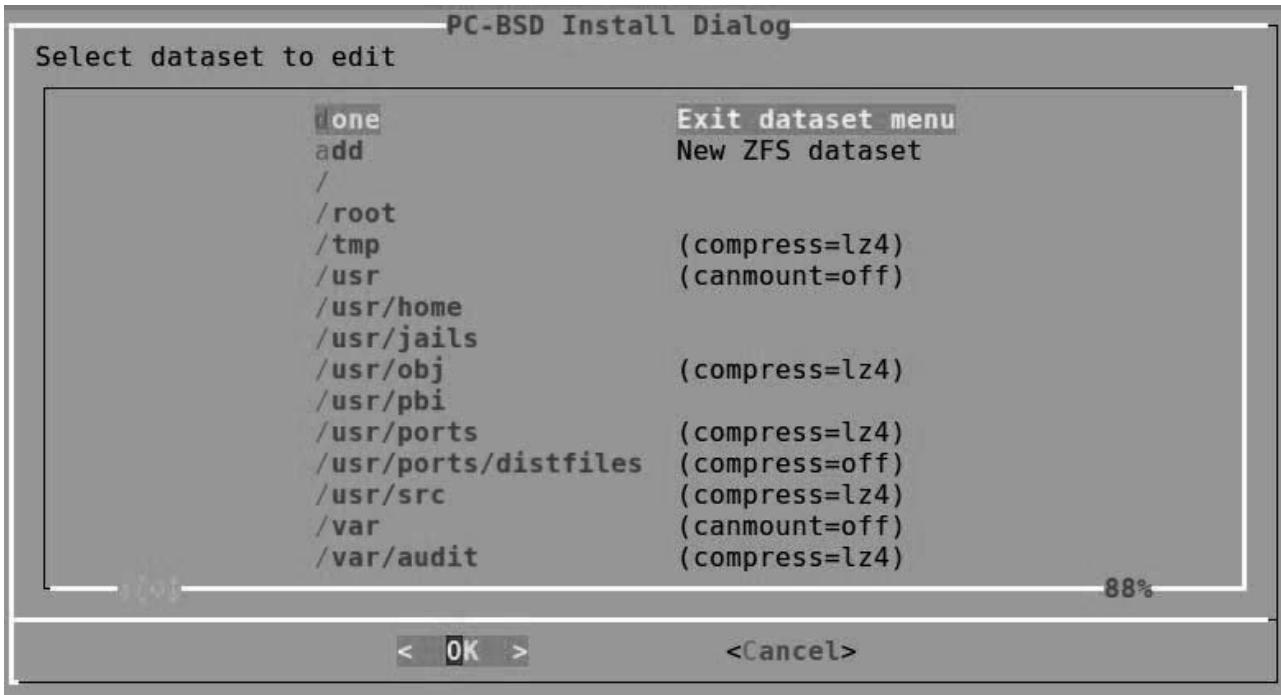 PC-BSD Install Dialog
Select dataset to edit
done Exit dataset menu
add New ZFS dataset
/
/root
/tmp (compress=lz4)
/usr (canmount=off)
/usr/home
/usr/jails
/usr/obj (compress=lz4)
/usr/pbi
/usr/ports (compress=lz4)
/usr/ports/distfiles (compress=off)
/usr/src (compress=lz4)
/var (canmount=off)
/var/audit (compress=lz4)
88%
< OK > <Cancel>